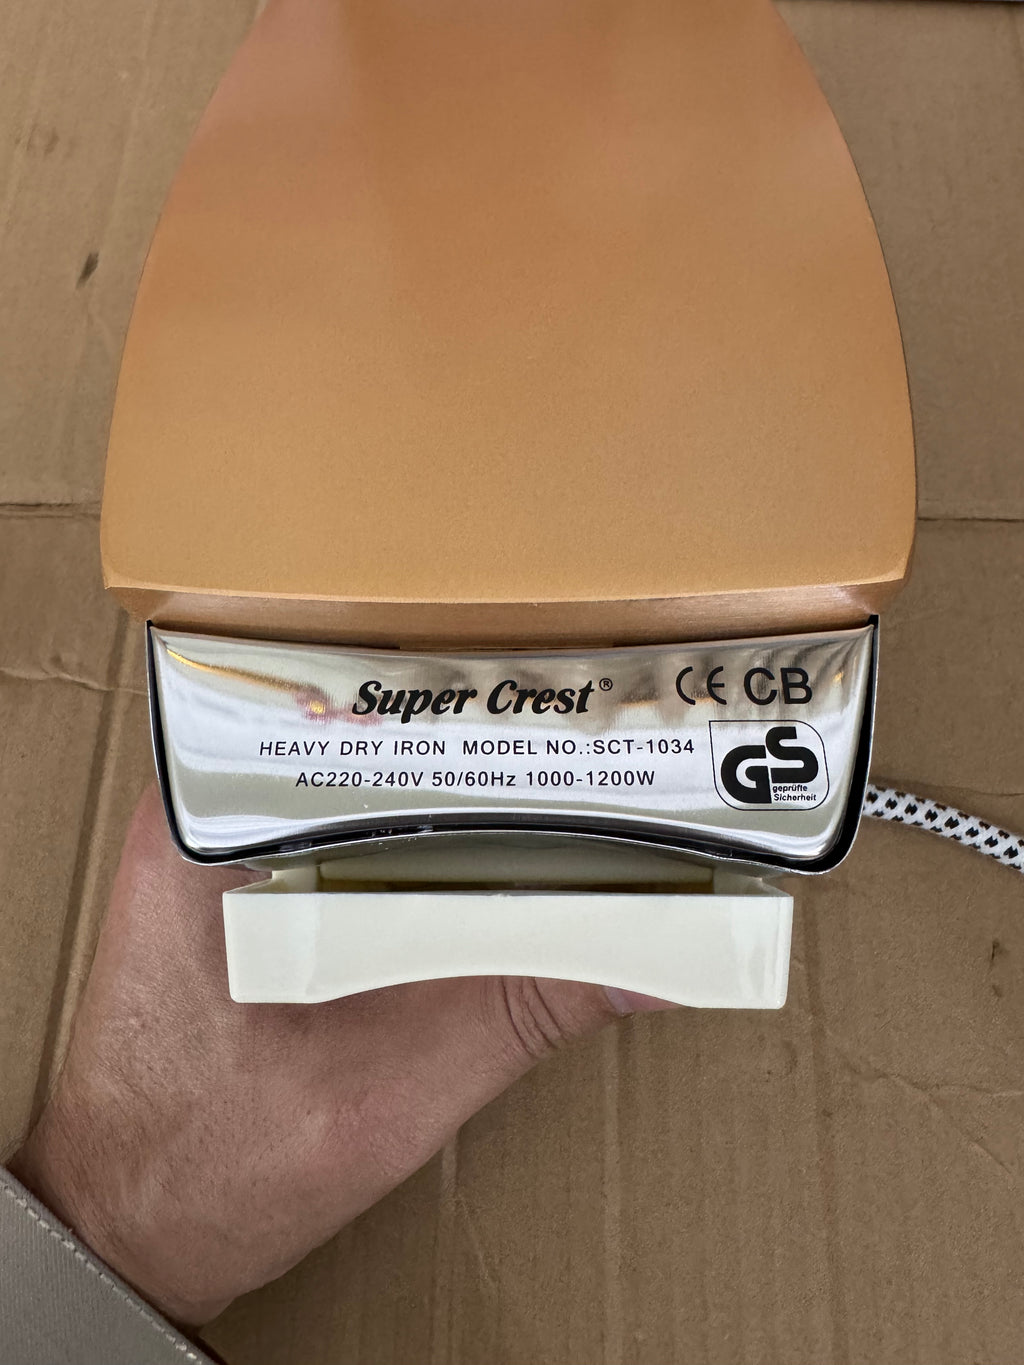 Super Crest®
CE CB
HEAVY DRY IRON MODEL NO.:SCT-1034
AC220-240V 50/60Hz 1000-1200W
GS
geprüfte
Sicherheit